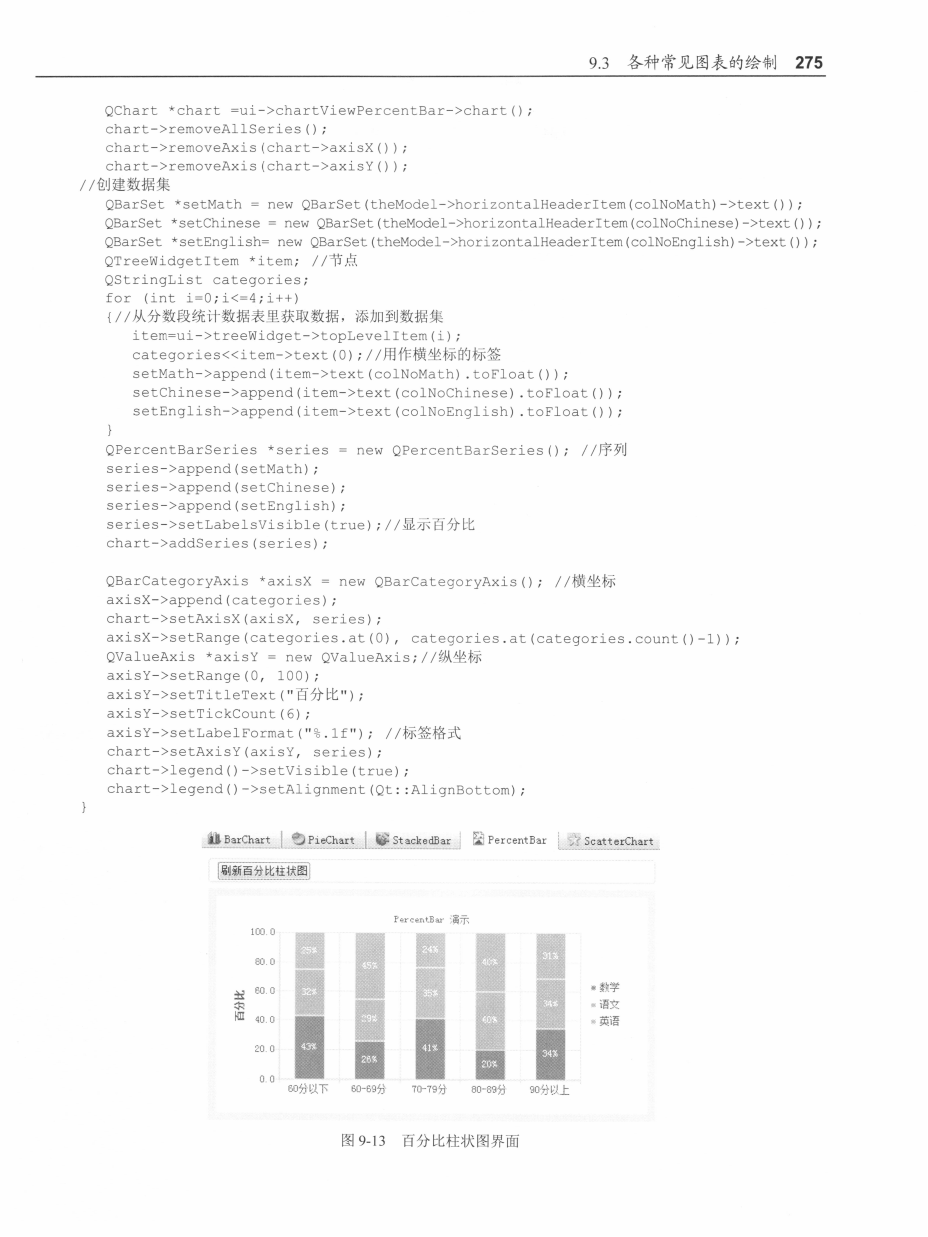 9.3 各种常见图表的绘制 275
QChart *chart =ui->chartViewPercentBar->chart();
chart->removeAllSeries();
chart->removeAxis(chart->axisX());
chart->removeAxis(chart->axisY());
//创建数据集
QBarSet *setMath = new QBarSet(theModel->horizontalHeaderItem(colNoMath)->text());
QBarSet *setChinese = new QBarSet(theModel->horizontalHeaderItem(colNoChinese)->text());
QBarSet *setEnglish= new QBarSet(theModel->horizontalHeaderItem(colNoEnglish)->text());
QTreeWidgetItem *item; //节点
QStringList categories;
for (int i=0;i<=4;i++)
{//从分数段统计数据表里获取数据，添加到数据集
item=ui->treeWidget->topLevelItem(i);
categories<<item->text(0);//用作横坐标的标签
setMath->append(item->text(colNoMath).toFloat());
setChinese->append(item->text(colNoChinese).toFloat());
setEnglish->append(item->text(colNoEnglish).toFloat());
}
QPercentBarSeries *series = new QPercentBarSeries(); //序列
series->append(setMath);
series->append(setChinese);
series->append(setEnglish);
series->setLabelsVisible(true);//显示百分比
chart->addSeries(series);
QBarCategoryAxis *axisX = new QBarCategoryAxis(); //横坐标
axisX->append(categories);
chart->setAxisX(axisX, series);
axisX->setRange(categories.at(0), categories.at(categories.count()-1));
QValueAxis *axisY = new QValueAxis;//纵坐标
axisY->setRange(0, 100);
axisY->setTitleText("百分比");
axisY->setTickCount(6);
axisY->setLabelFormat("%.1f"); //标签格式
chart->setAxisY(axisY, series);
chart->legend()->setVisible(true);
chart->legend()->setAlignment(Qt::AlignBottom);
}
BarChart PieChart StackedBar PercentBar ScatterChart
刷新百分比柱状图
PercentBar 演示
100.0
80.0
60.0
40.0
20.0
0.0
百分比
25% 45% 24% 40% 31%
32% 29% 35% 40% 34%
43% 26% 41% 20% 34%
60分以下 60-69分 70-79分 80-89分 90分以上
数学
语文
英语
图 9-13 百分比柱状图界面